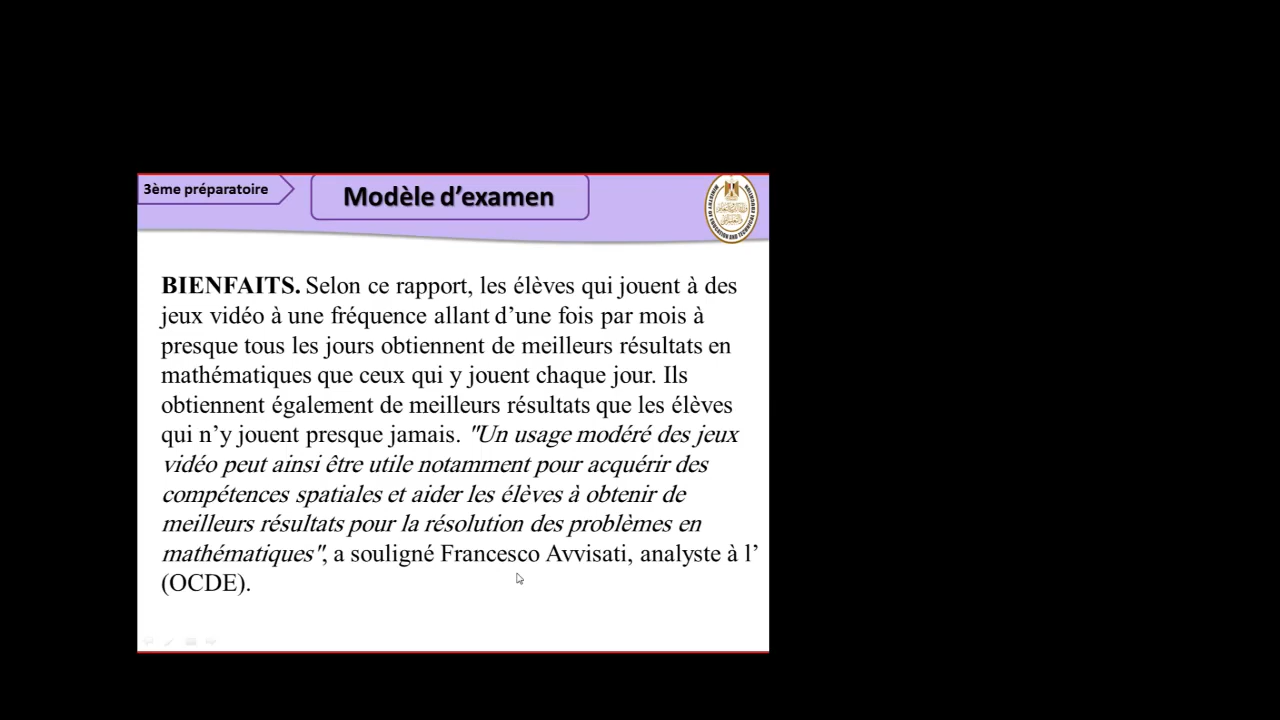 3ème préparatoire
Modèle d’examen
BIENFAITS. Selon ce rapport, les élèves qui jouent à des
jeux vidéo à une fréquence allant d’une fois par mois à
presque tous les jours obtiennent de meilleurs résultats en
mathématiques que ceux qui y jouent chaque jour. Ils
obtiennent également de meilleurs résultats que les élèves
qui n’y jouent presque jamais. "Un usage modéré des jeux
vidéo peut ainsi être utile notamment pour acquérir des
compétences spatiales et aider les élèves à obtenir de
meilleurs résultats pour la résolution des problèmes en
mathématiques", a souligné Francesco Avvisati, analyste à l’
(OCDE).